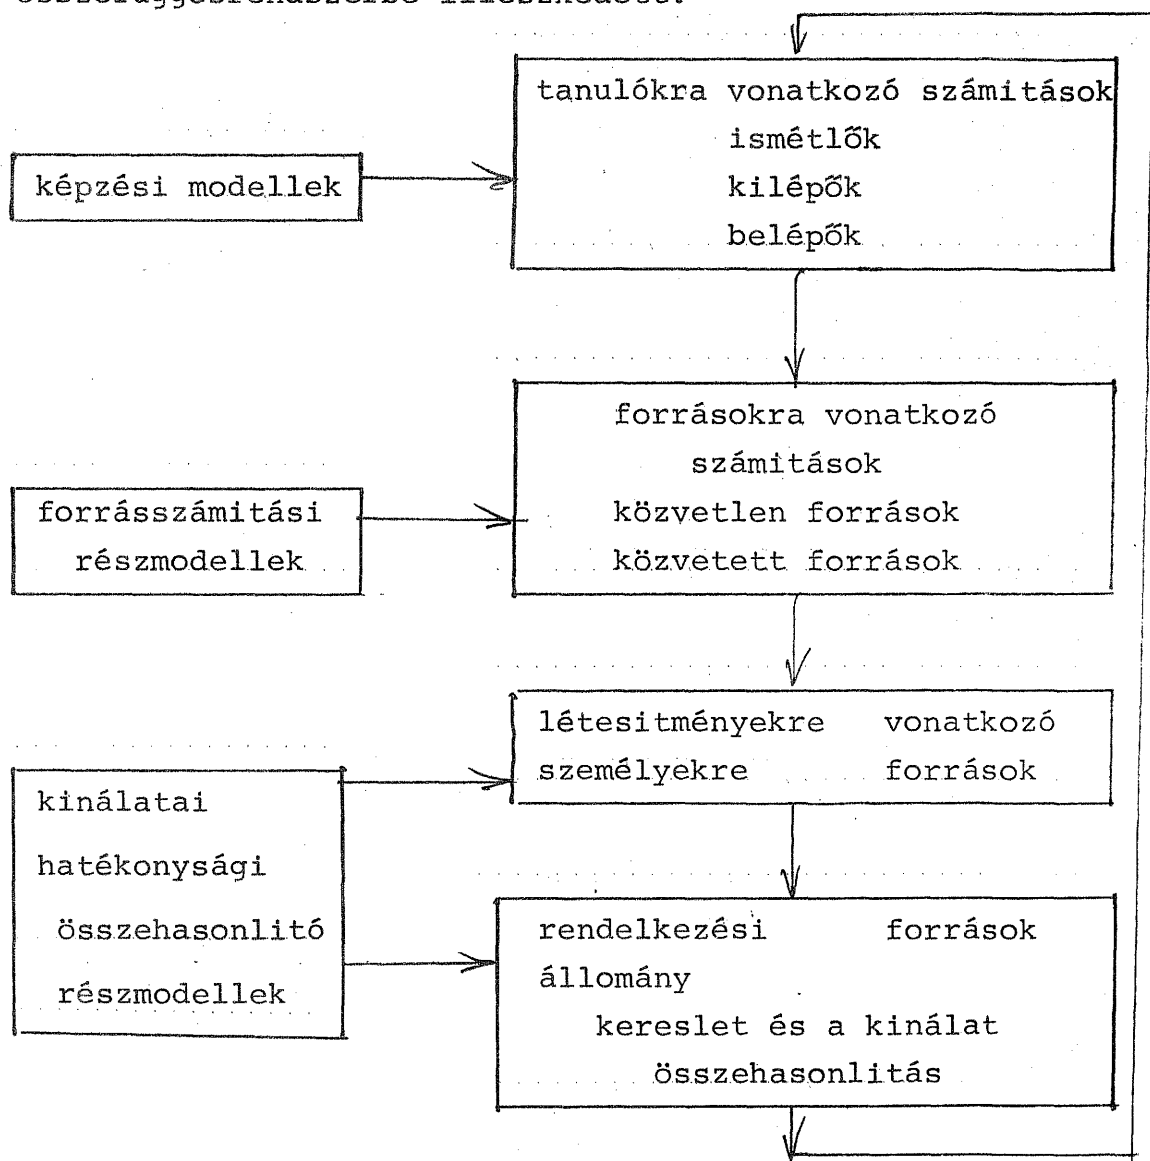 összefüggésrendszerbe illeszkedett.
tanulókra vonatkozó számitások
ismétlők
kilépők
belépők
képzési modellek
forrásokra vonatkozó
számitások
közvetlen források
közvetett források
forrásszámitási
részmodellek
létesitményekre vonatkozó
személyekre források
kinálatai
hatékonysági
összehasonlitó
részmodellek
rendelkezési források
állomány
kereslet és a kinálat
összehasonlitás